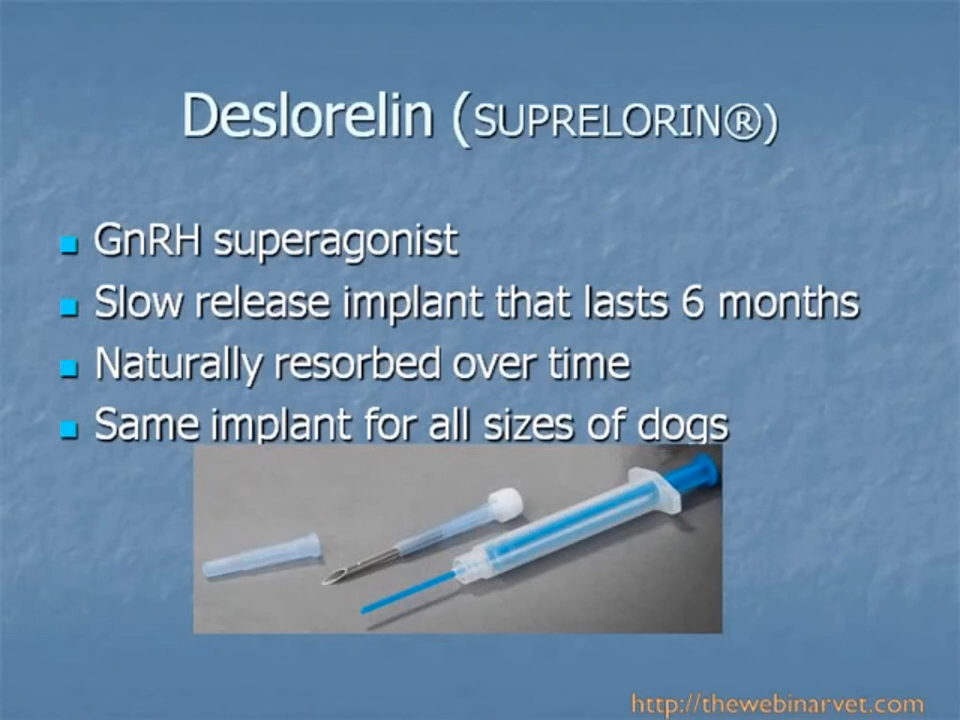 Deslorelin (SUPRELORIN®)
GnRH superagonist
Slow release implant that lasts 6 months
Naturally resorbed over time
Same implant for all sizes of dogs
http://thewebinarvet.com